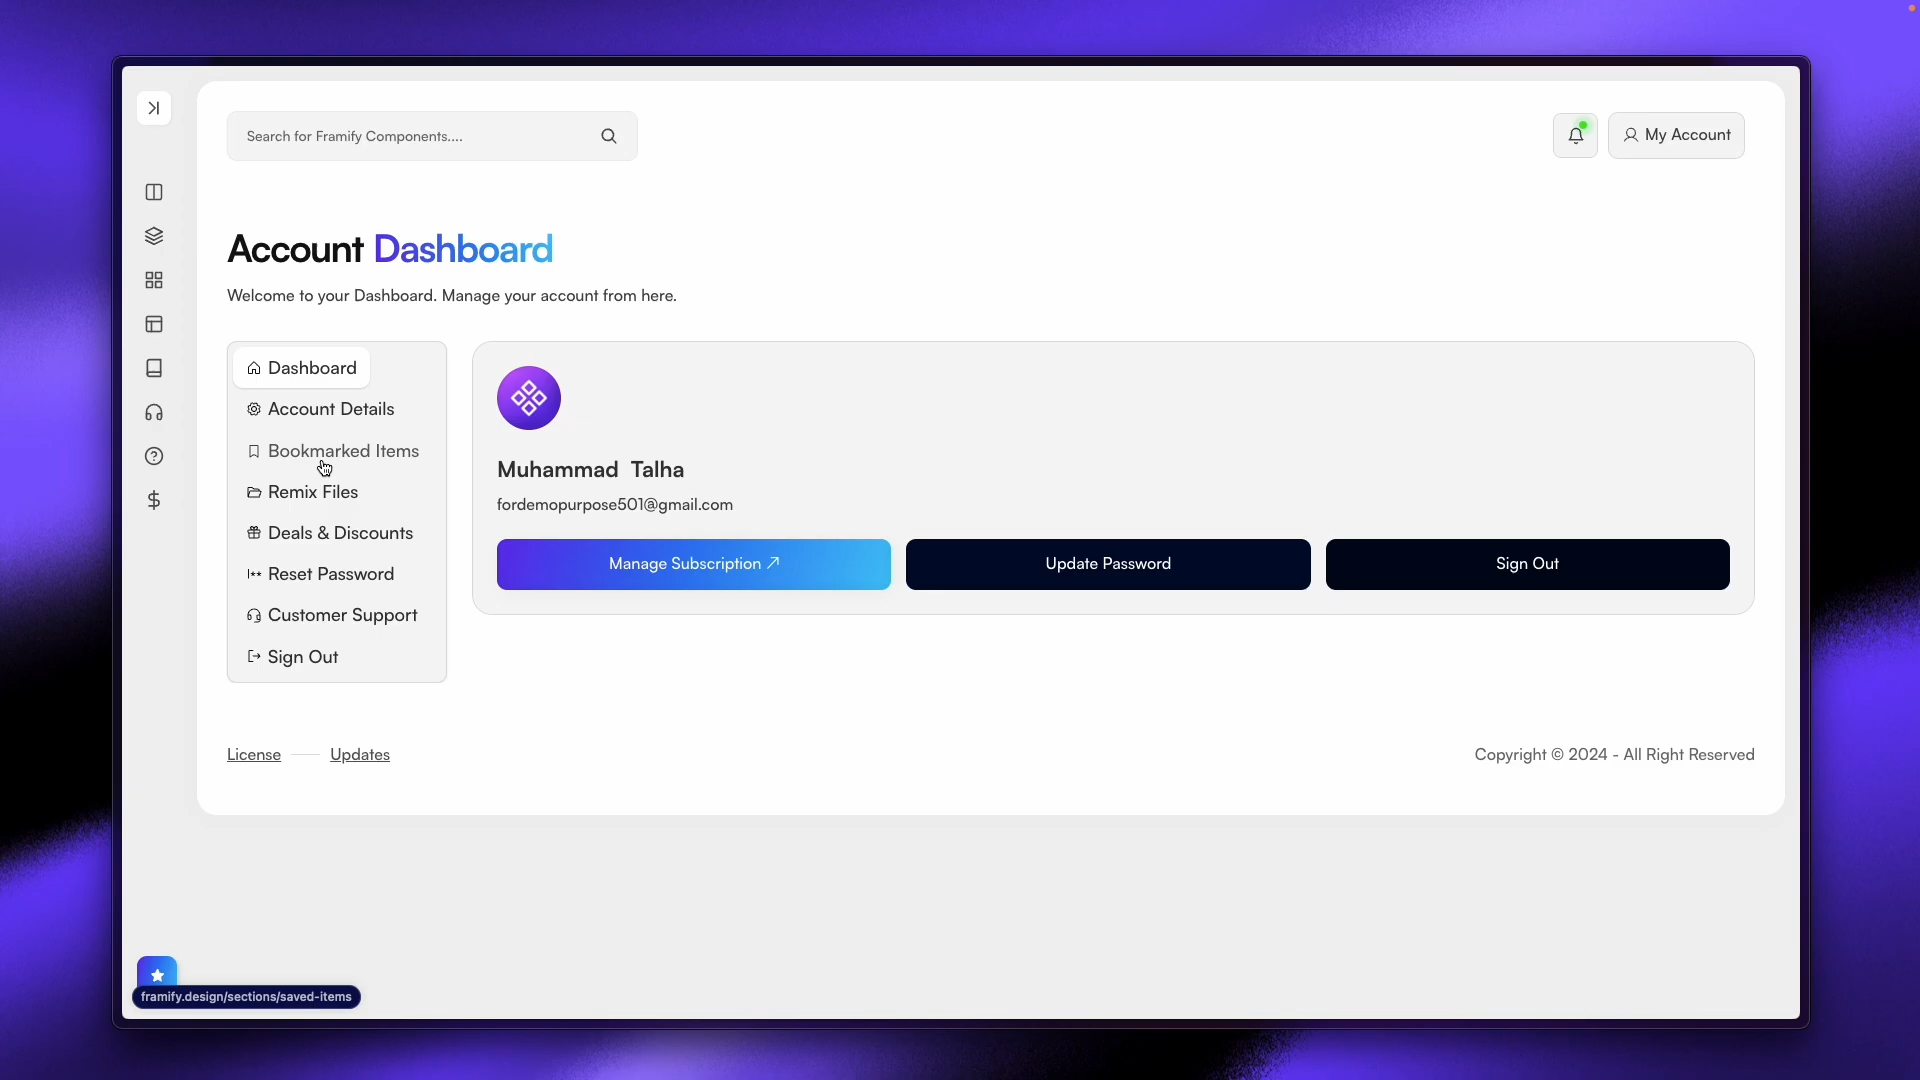 Search for Framify Components....
My Account
Account Dashboard
Welcome to your Dashboard. Manage your account from here.
Dashboard
Account Details
Bookmarked Items
Remix Files
Deals & Discounts
Reset Password
Customer Support
Sign Out
Muhammad Talha
fordemopurpose501@gmail.com
Manage Subscription
Update Password
Sign Out
License
Updates
Copyright © 2024 - All Right Reserved
framify.design/sections/saved-items